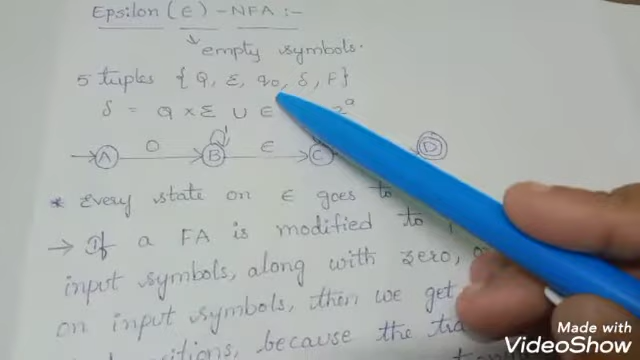 Epsilon (ε) - NFA :-
empty symbols.
5 tuples { Q, Σ, q0, δ, F}
δ = Q × Σ ∪ ε 2^Q
A 0 B ε C D
* Every state on ε goes to
→ If a FA is modified to
input symbols, along with zero,
on input symbols, then we get
because the
Made with
VideoShow